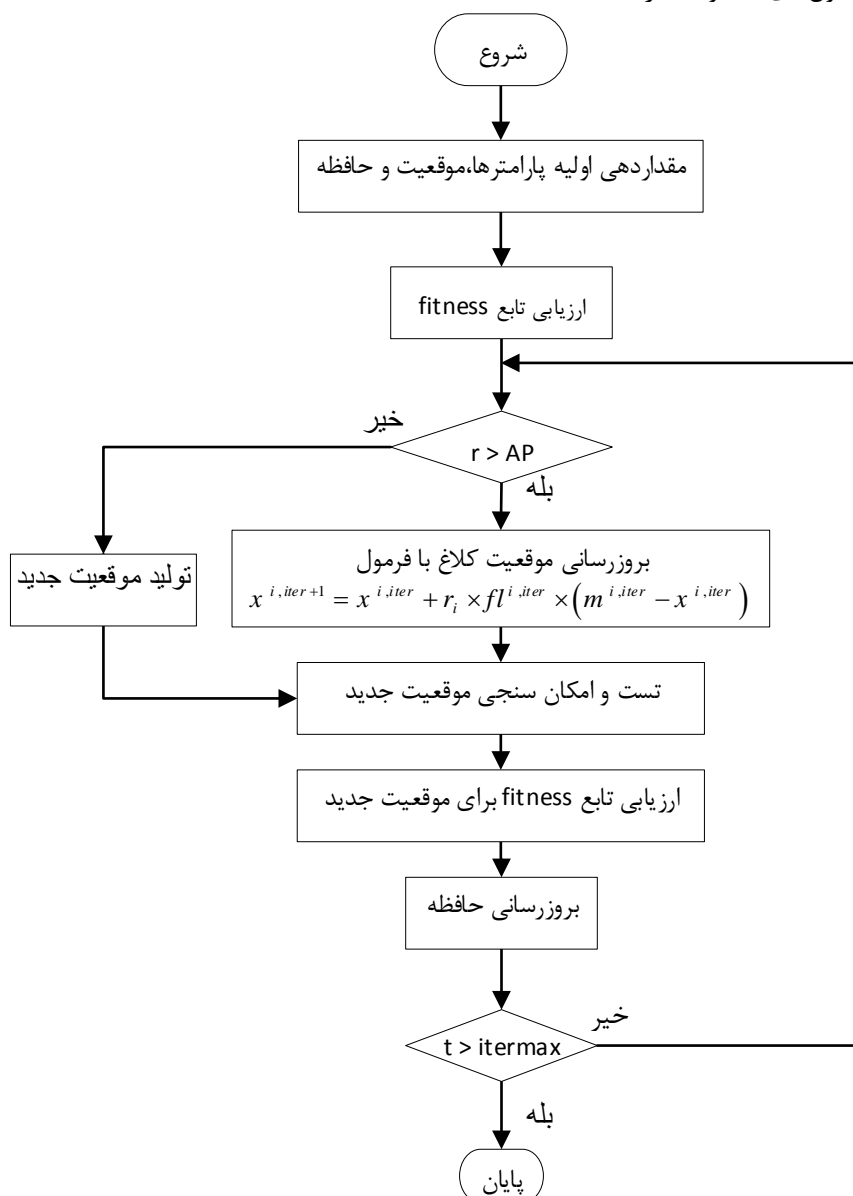 شروع
مقداردهی اولیه پارامترها،موقعیت و حافظه
ارزیابی تابع fitness
r > AP
خیر
بله
تولید موقعیت جدید
بروزرسانی موقعیت کلاغ با فرمول
x^{i,iter+1} = x^{i,iter} + r_i × fl^{i,iter} × (m^{i,iter} − x^{i,iter})
تست و امکان سنجی موقعیت جدید
ارزیابی تابع fitness برای موقعیت جدید
بروزرسانی حافظه
t > itermax
خیر
بله
پایان